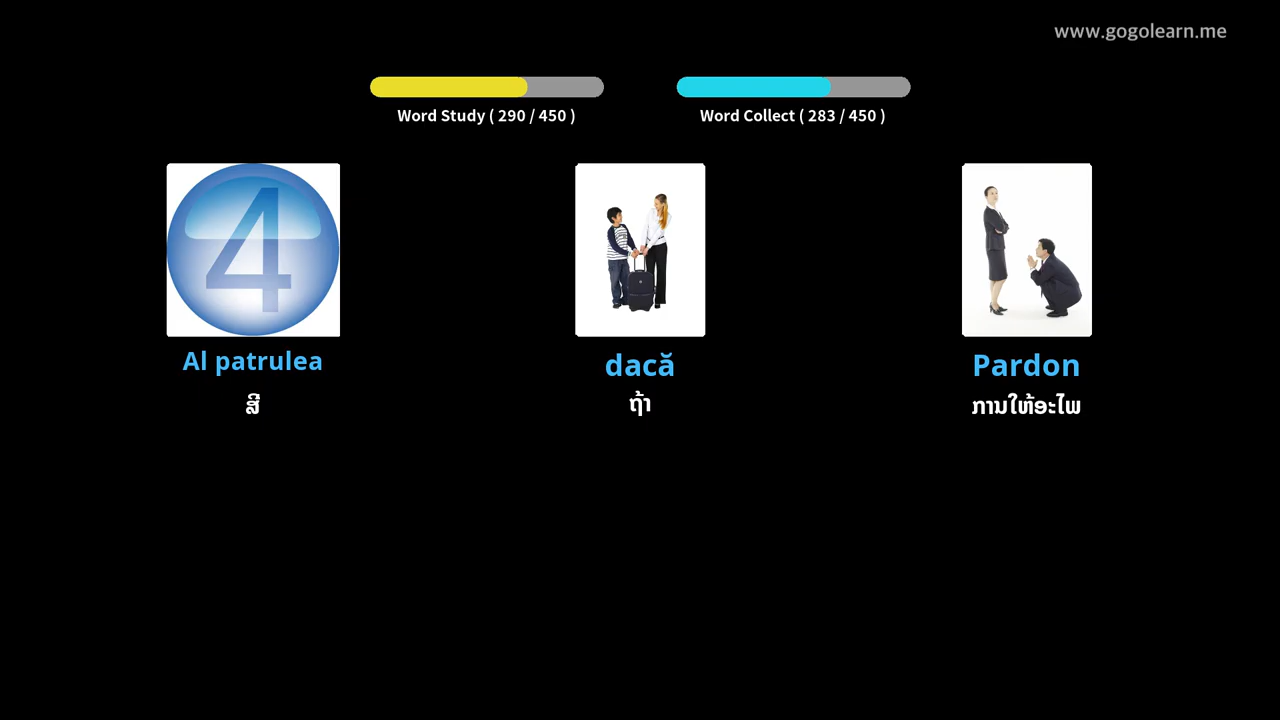 www.gogolearn.me
Word Study ( 290 / 450 )
Word Collect ( 283 / 450 )
4
Al patrulea
dacă
Pardon
ສີ່
ຖ້າ
ການໃຫ້ອະໄພ